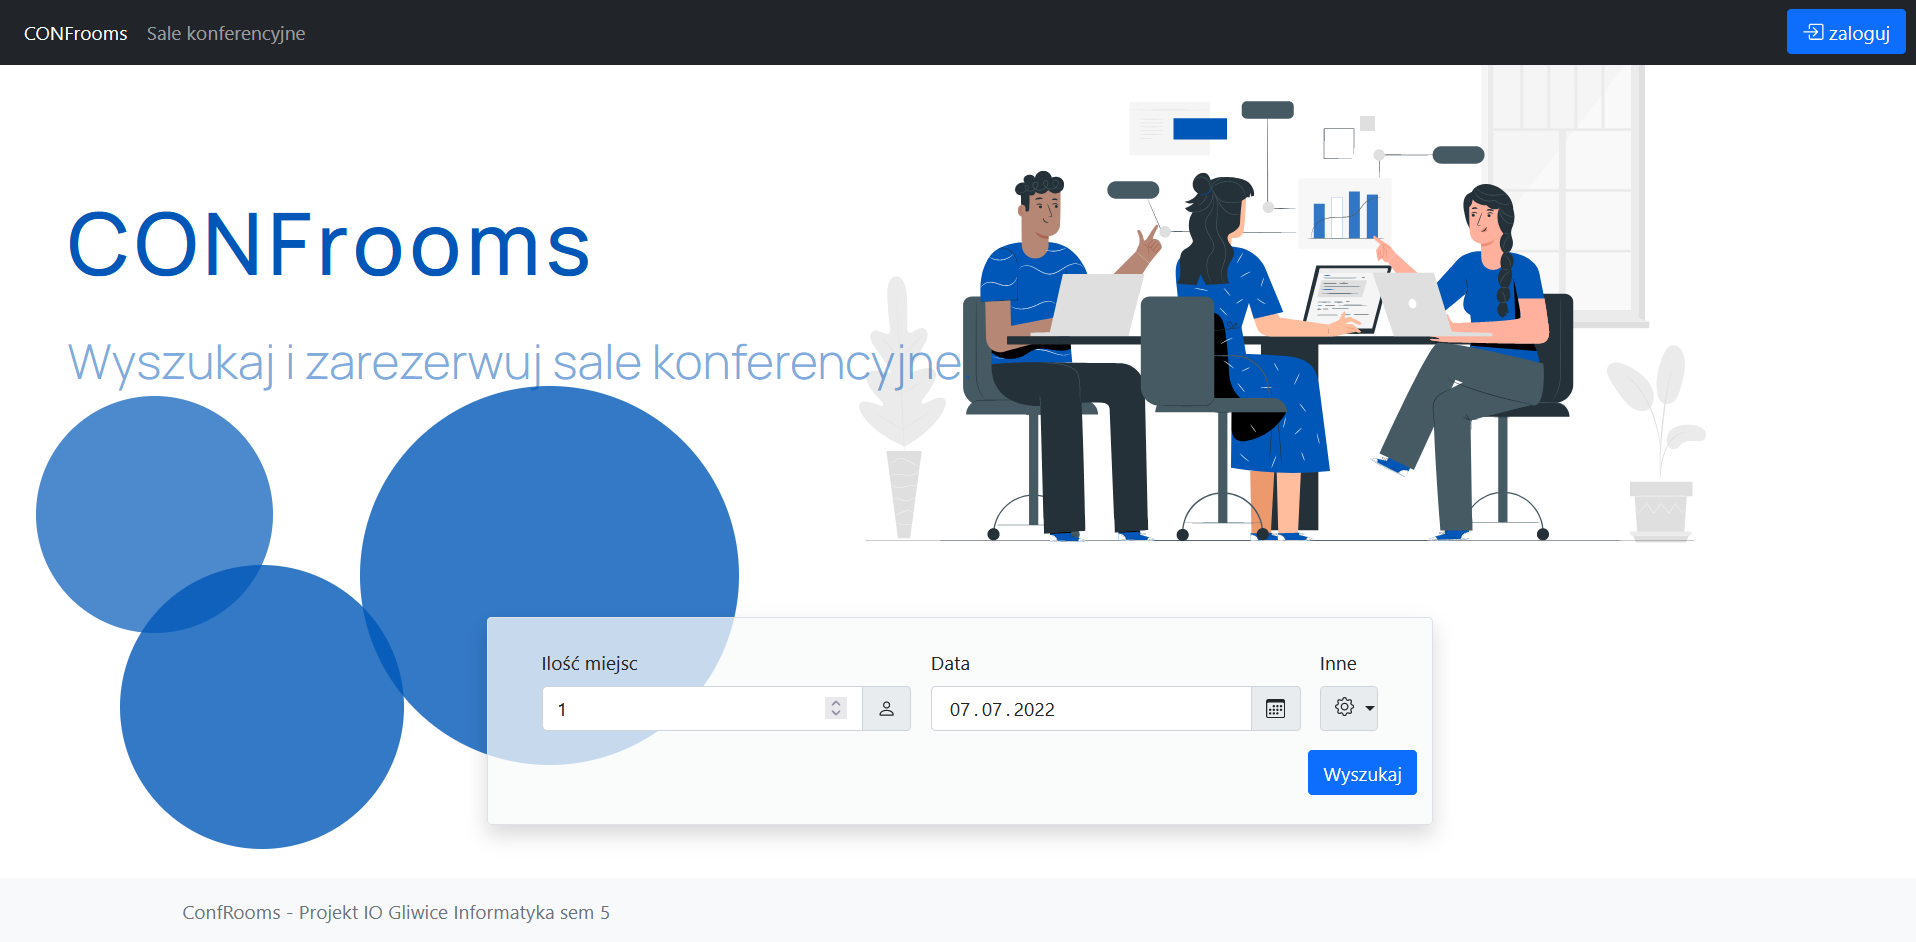 CONFrooms Sale konferencyjne zaloguj
CONFrooms
Wyszukaj i zarezerwuj sale konferencyjne.
Ilość miejsc Data Inne
1 07.07.2022
Wyszukaj
ConfRooms - Projekt IO Gliwice Informatyka sem 5